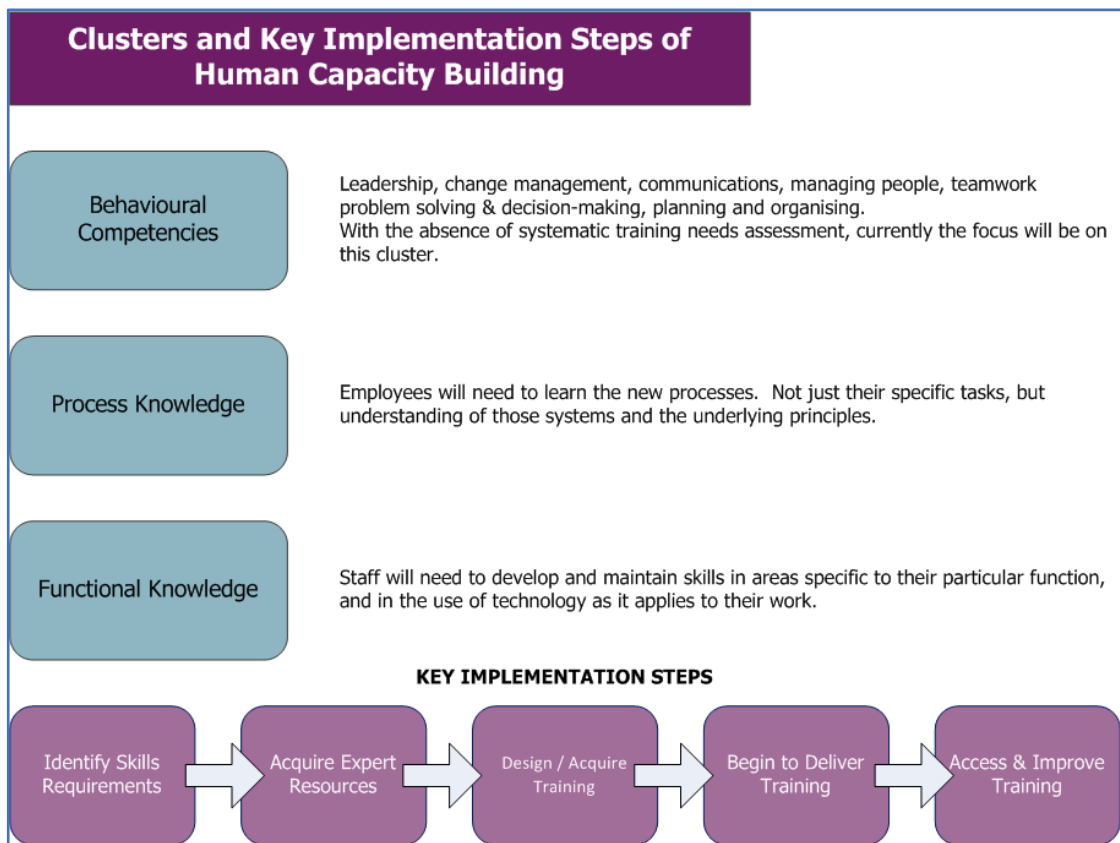 Clusters and Key Implementation Steps of
Human Capacity Building
Behavioural
Competencies
Leadership, change management, communications, managing people, teamwork
problem solving & decision-making, planning and organising.
With the absence of systematic training needs assessment, currently the focus will be on
this cluster.
Process Knowledge
Employees will need to learn the new processes.  Not just their specific tasks, but
understanding of those systems and the underlying principles.
Functional Knowledge
Staff will need to develop and maintain skills in areas specific to their particular function,
and in the use of technology as it applies to their work.
KEY IMPLEMENTATION STEPS
Identify Skills
Requirements
Acquire Expert
Resources
Design / Acquire
Training
Begin to Deliver
Training
Access & Improve
Training